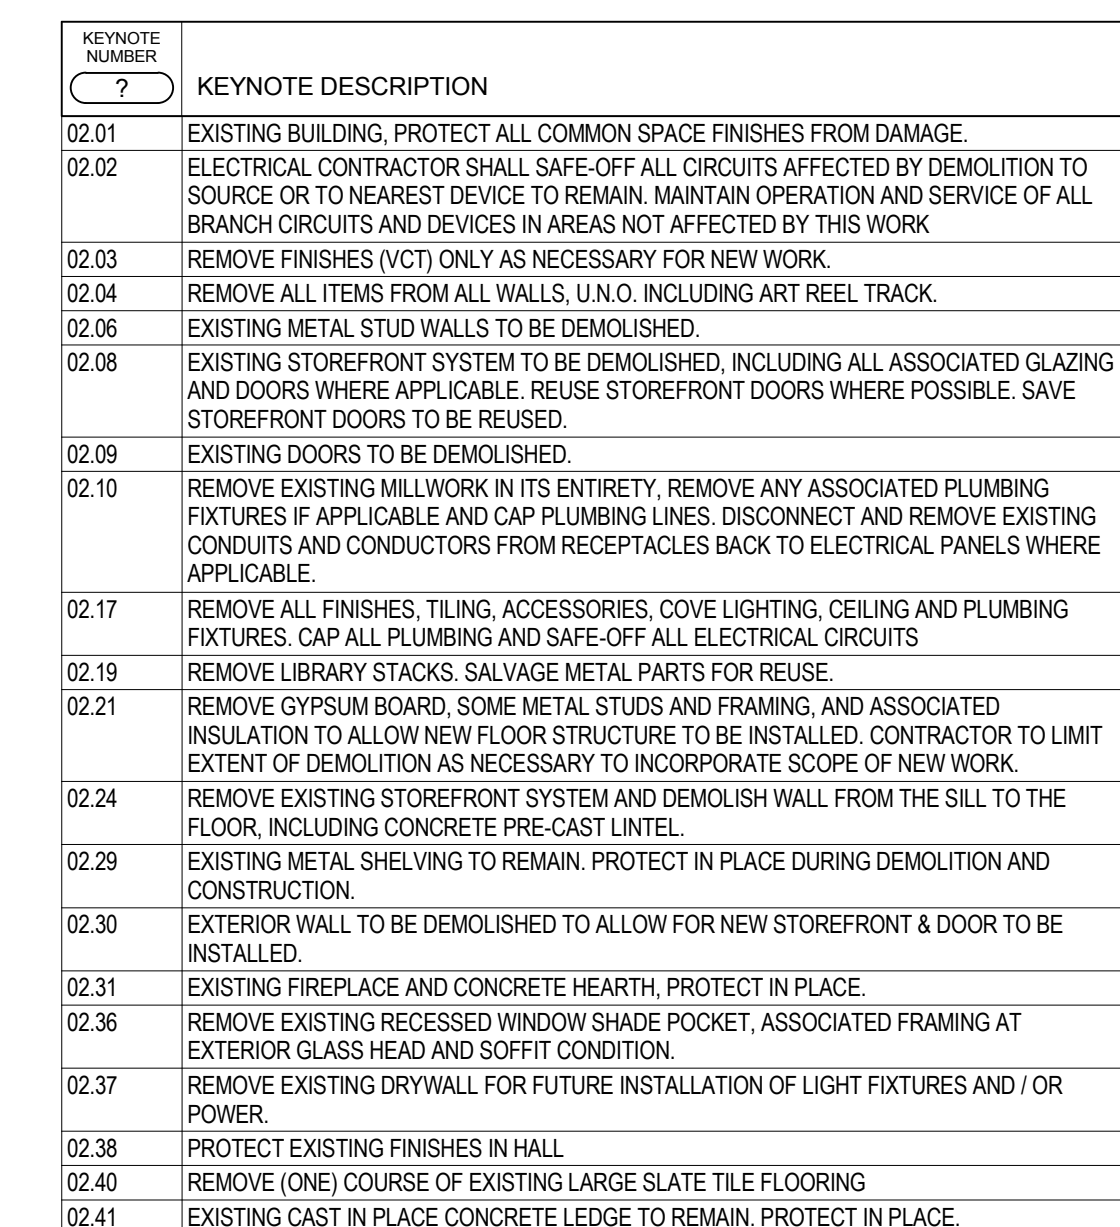 KEYNOTE
NUMBER
?
KEYNOTE DESCRIPTION
02.01 EXISTING BUILDING, PROTECT ALL COMMON SPACE FINISHES FROM DAMAGE.
02.02 ELECTRICAL CONTRACTOR SHALL SAFE-OFF ALL CIRCUITS AFFECTED BY DEMOLITION TO
SOURCE OR TO NEAREST DEVICE TO REMAIN. MAINTAIN OPERATION AND SERVICE OF ALL
BRANCH CIRCUITS AND DEVICES IN AREAS NOT AFFECTED BY THIS WORK
02.03 REMOVE FINISHES (VCT) ONLY AS NECESSARY FOR NEW WORK.
02.04 REMOVE ALL ITEMS FROM ALL WALLS, U.N.O. INCLUDING ART REEL TRACK.
02.06 EXISTING METAL STUD WALLS TO BE DEMOLISHED.
02.08 EXISTING STOREFRONT SYSTEM TO BE DEMOLISHED, INCLUDING ALL ASSOCIATED GLAZING
AND DOORS WHERE APPLICABLE. REUSE STOREFRONT DOORS WHERE POSSIBLE. SAVE
STOREFRONT DOORS TO BE REUSED.
02.09 EXISTING DOORS TO BE DEMOLISHED.
02.10 REMOVE EXISTING MILLWORK IN ITS ENTIRETY, REMOVE ANY ASSOCIATED PLUMBING
FIXTURES IF APPLICABLE AND CAP PLUMBING LINES. DISCONNECT AND REMOVE EXISTING
CONDUITS AND CONDUCTORS FROM RECEPTACLES BACK TO ELECTRICAL PANELS WHERE
APPLICABLE.
02.17 REMOVE ALL FINISHES, TILING, ACCESSORIES, COVE LIGHTING, CEILING AND PLUMBING
FIXTURES. CAP ALL PLUMBING AND SAFE-OFF ALL ELECTRICAL CIRCUITS
02.19 REMOVE LIBRARY STACKS. SALVAGE METAL PARTS FOR REUSE.
02.21 REMOVE GYPSUM BOARD, SOME METAL STUDS AND FRAMING, AND ASSOCIATED
INSULATION TO ALLOW NEW FLOOR STRUCTURE TO BE INSTALLED. CONTRACTOR TO LIMIT
EXTENT OF DEMOLITION AS NECESSARY TO INCORPORATE SCOPE OF NEW WORK.
02.24 REMOVE EXISTING STOREFRONT SYSTEM AND DEMOLISH WALL FROM THE SILL TO THE
FLOOR, INCLUDING CONCRETE PRE-CAST LINTEL.
02.29 EXISTING METAL SHELVING TO REMAIN. PROTECT IN PLACE DURING DEMOLITION AND
CONSTRUCTION.
02.30 EXTERIOR WALL TO BE DEMOLISHED TO ALLOW FOR NEW STOREFRONT & DOOR TO BE
INSTALLED.
02.31 EXISTING FIREPLACE AND CONCRETE HEARTH, PROTECT IN PLACE.
02.36 REMOVE EXISTING RECESSED WINDOW SHADE POCKET, ASSOCIATED FRAMING AT
EXTERIOR GLASS HEAD AND SOFFIT CONDITION.
02.37 REMOVE EXISTING DRYWALL FOR FUTURE INSTALLATION OF LIGHT FIXTURES AND / OR
POWER.
02.38 PROTECT EXISTING FINISHES IN HALL
02.40 REMOVE (ONE) COURSE OF EXISTING LARGE SLATE TILE FLOORING
02.41 EXISTING CAST IN PLACE CONCRETE LEDGE TO REMAIN. PROTECT IN PLACE.